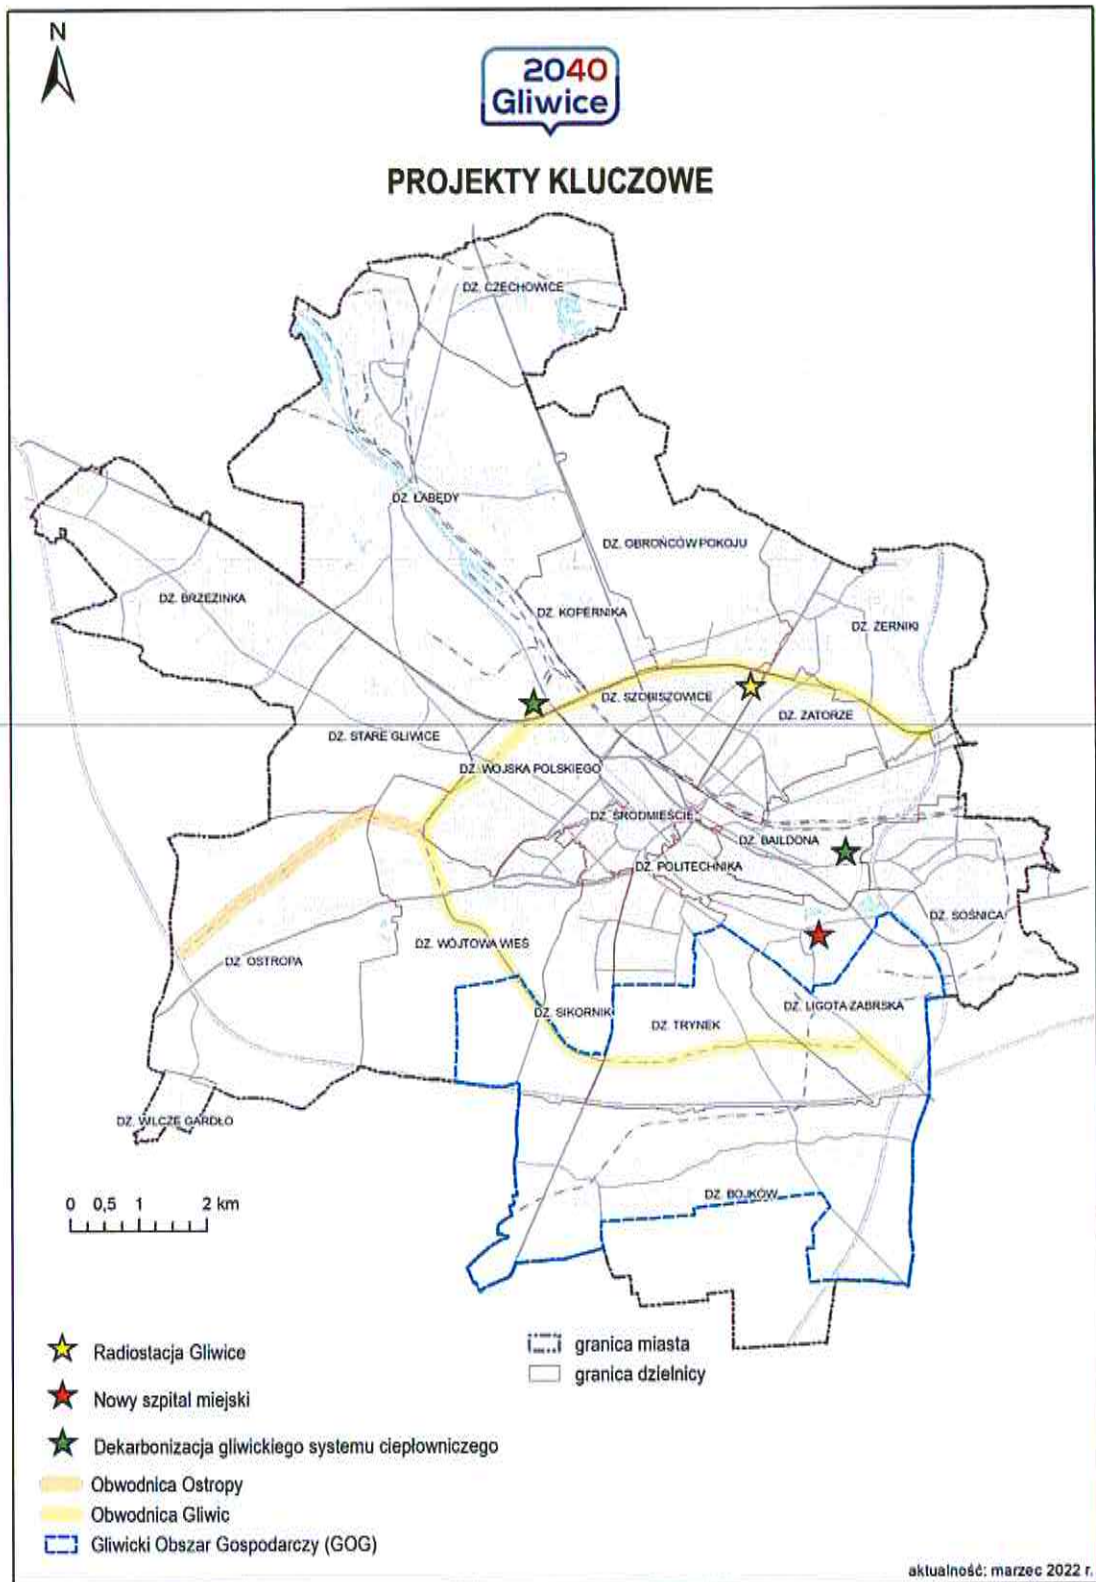 N
2040
Gliwice
PROJEKTY KLUCZOWE
DZ. CZECHOWICE
DZ. ŁABĘDY
DZ. OBROŃCÓW POKOJU
DZ. BRZEZINKA
DZ. KOPERNIKA
DZ. ŻERNIKI
DZ. SZOBISZOWICE
DZ. ZATORZE
DZ. STARE GLIWICE
DZ. WOJSKA POLSKIEGO
DZ. ŚRÓDMIEŚCIE
DZ. BAILDONA
DZ. POLITECHNIKA
DZ. SOŚNICA
DZ. WÓJTOWA WIEŚ
DZ. OSTROPA
DZ. LIGOTA ZABRSKA
DZ. SIKORNIK
DZ. TRYNEK
DZ. WILCZE GARDŁO
DZ. BOJKÓW
0 0,5 1 2 km
Radiostacja Gliwice
Nowy szpital miejski
Dekarbonizacja gliwickiego systemu ciepłowniczego
Obwodnica Ostropy
Obwodnica Gliwic
Gliwicki Obszar Gospodarczy (GOG)
granica miasta
granica dzielnicy
aktualność: marzec 2022 r.